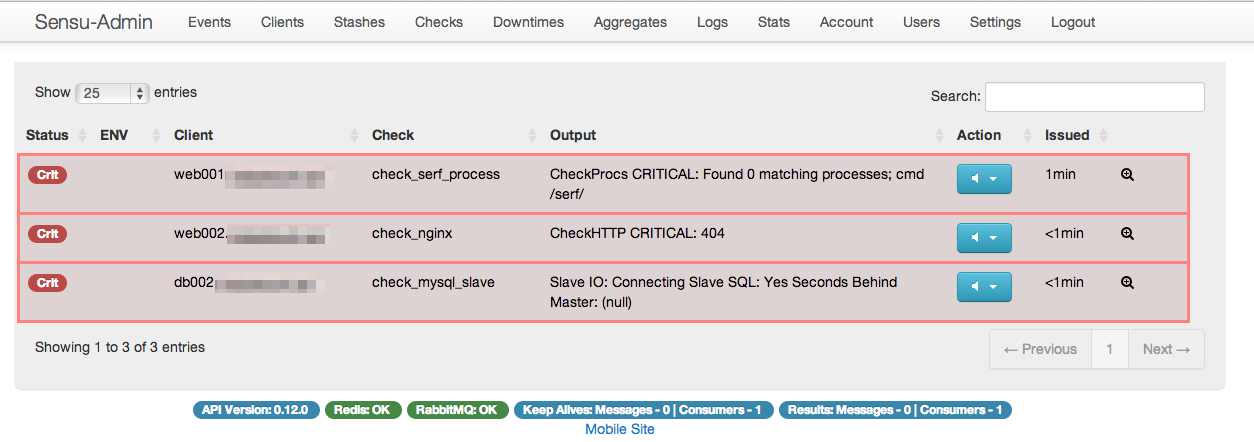 Sensu-Admin Events Clients Stashes Checks Downtimes Aggregates Logs Stats Account Users Settings Logout
Show 25 entries
Search:
Status ENV Client Check Output Action Issued
Crit web001 check_serf_process CheckProcs CRITICAL: Found 0 matching processes; cmd 1min
/serf/
Crit web002. check_nginx CheckHTTP CRITICAL: 404 <1min
Crit db002 check_mysql_slave Slave IO: Connecting Slave SQL: Yes Seconds Behind <1min
Master: (null)
Showing 1 to 3 of 3 entries
← Previous 1 Next →
API Version: 0.12.0 Redis: OK RabbitMQ: OK Keep Alives: Messages - 0 | Consumers - 1 Results: Messages - 0 | Consumers - 1
Mobile Site